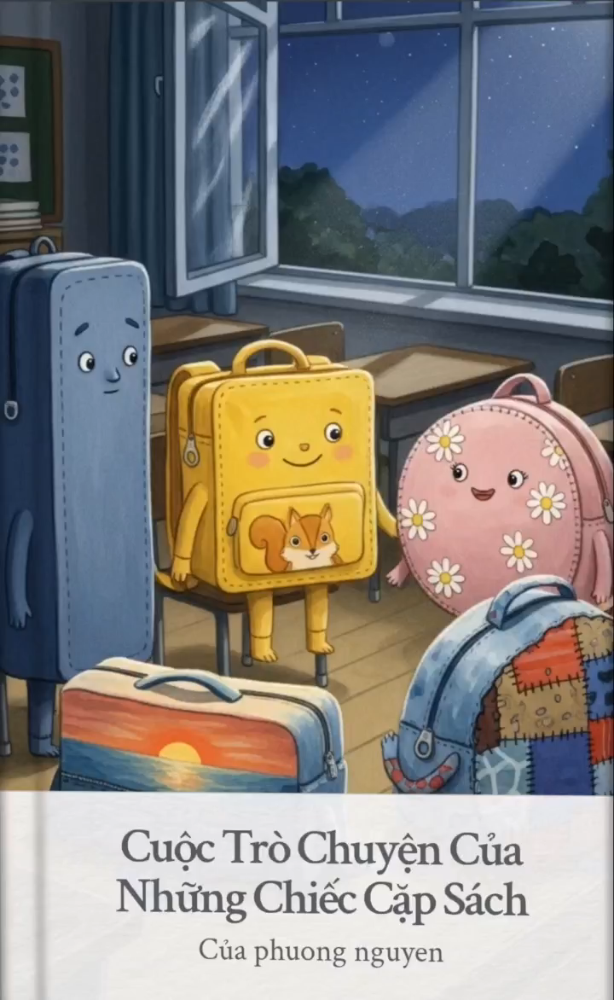 Cuộc Trò Chuyện Của
Những Chiếc Cặp Sách
Của phuong nguyen